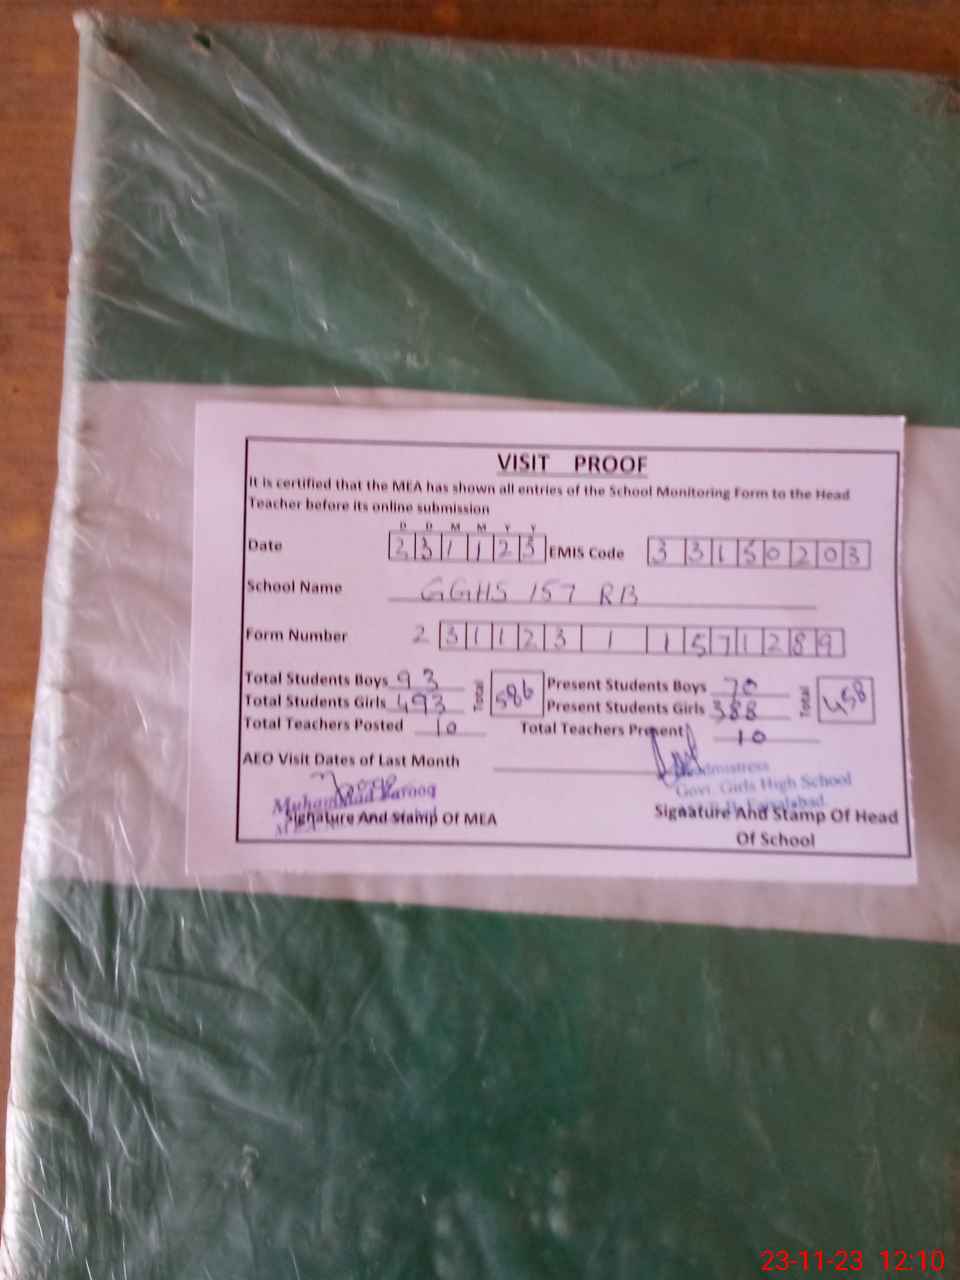 VISIT PROOF
It is certified that the MEA has shown all entries of the School Monitoring Form to the Head
Teacher before its online submission
D D M M Y Y
Date 2 3 1 1 2 3 EMIS Code 3 3 1 5 0 2 0 3
School Name GGHS 157 RB
Form Number 2 3 1 1 2 3 1 1 5 7 1 2 8 9
Total Students Boys 93 Total 586 Present Students Boys 70 Total 458
Total Students Girls 493 Present Students Girls 388
Total Teachers Posted 10 Total Teachers Present 10
AEO Visit Dates of Last Month
Headmistress
Muhammad Farooq Govt. Girls High School
Faisalabad
Signature And Stamp Of MEA Signature And Stamp Of Head
Of School
23-11-23 12:10